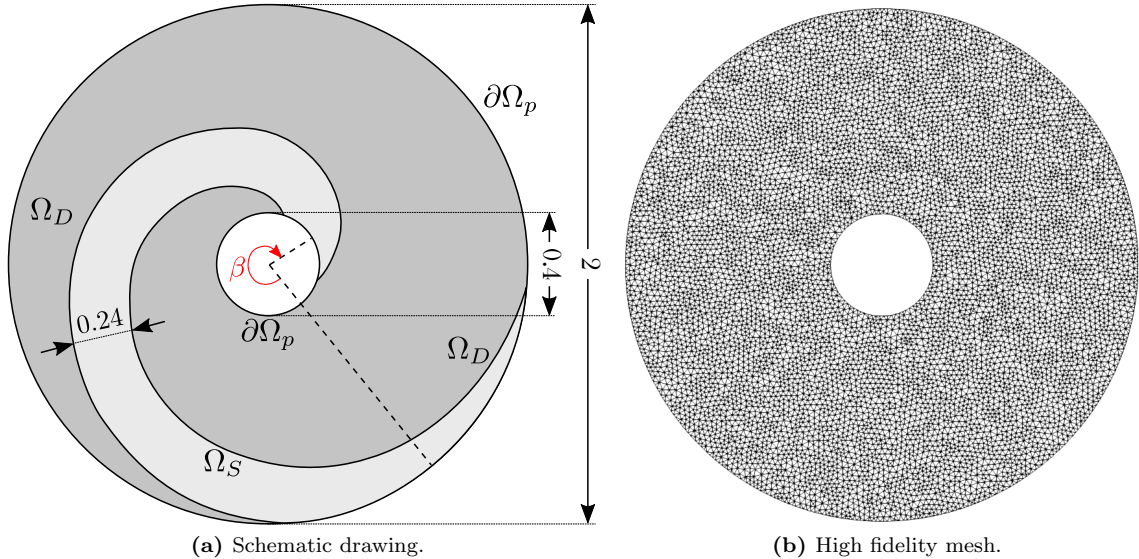 ∂Ω_p
Ω_D
β
0.4
2
0.24
∂Ω_p
Ω_D
Ω_S
(a) Schematic drawing.
(b) High fidelity mesh.